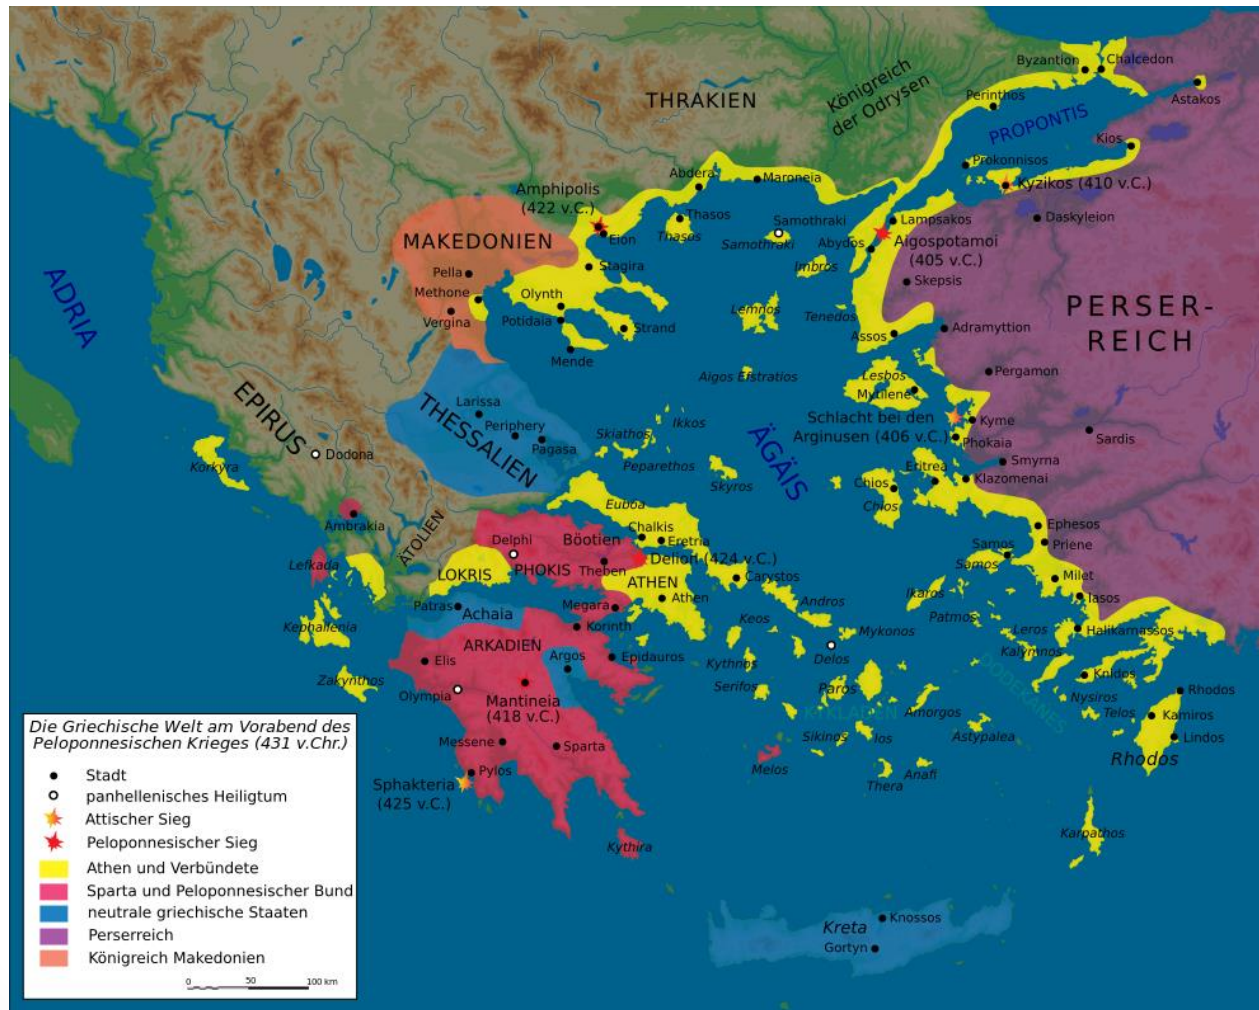 Byzantion
Chalcedon
Astakos
Perinthos
PROPONTIS
Kios
Prokonnisos
Kyzikos (410 v.C.)
Königreich
der Odrysen
THRAKIEN
Abdera
Maroneia
Amphipolis
(422 v.C.)
Eion
Thasos
Thasos
Samothraki
Samothraki
Lampsakos
Daskyleion
Abydos
Aigospotamoi
(405 v.C.)
Imbros
Skepsis
MAKEDONIEN
Pella
Methone
Vergina
Stagira
Olynth
Potidaia
Strand
Mende
Lemnos
Tenedos
Assos
Adramyttion
PERSER-
REICH
ADRIA
Aigos Efstratios
Lesbos
Mytilene
Pergamon
EPIRUS
Dodona
Korkyra
THESSALIEN
Larissa
Periphery
Pagasa
Skiathos
Ikkos
Peparethos
Skyros
ÄGÄIS
Schlacht bei den
Arginusen (406 v.C.)
Kyme
Phokaia
Sardis
Smyrna
Eritrea
Klazomenai
Chios
Chios
Ambrakia
ÄTOLIEN
Euböa
Chalkis
Eretria
Delphi
Böotien
PHOKIS
Theben
Delion (424 v.C.)
LOKRIS
Lefkada
ATHEN
Athen
Carystos
Ephesos
Priene
Samos
Samos
Milet
Iasos
Patras
Achaia
Megara
Korinth
Kephallenia
Andros
Ikaros
Patmos
Leros
Halikarnassos
Kalymnos
ARKADIEN
Elis
Argos
Epidauros
Keos
Mykonos
Delos
Kythnos
Zakynthos
Olympia
Mantineia
(418 v.C.)
Serifos
Paros
KYKLADEN
Amorgos
DODEKANES
Knidos
Nysiros
Telos
Rhodos
Kamiros
Lindos
Rhodos
Messene
Sparta
Sikinos
Ios
Astypalea
Pylos
Sphakteria
(425 v.C.)
Melos
Thera
Anafi
Kythira
Karpathos
Kreta
Knossos
Gortyn
Die Griechische Welt am Vorabend des
Peloponnesischen Krieges (431 v.Chr.)
Stadt
panhellenisches Heiligtum
Attischer Sieg
Peloponnesischer Sieg
Athen und Verbündete
Sparta und Peloponnesischer Bund
neutrale griechische Staaten
Perserreich
Königreich Makedonien
0 50 100 km